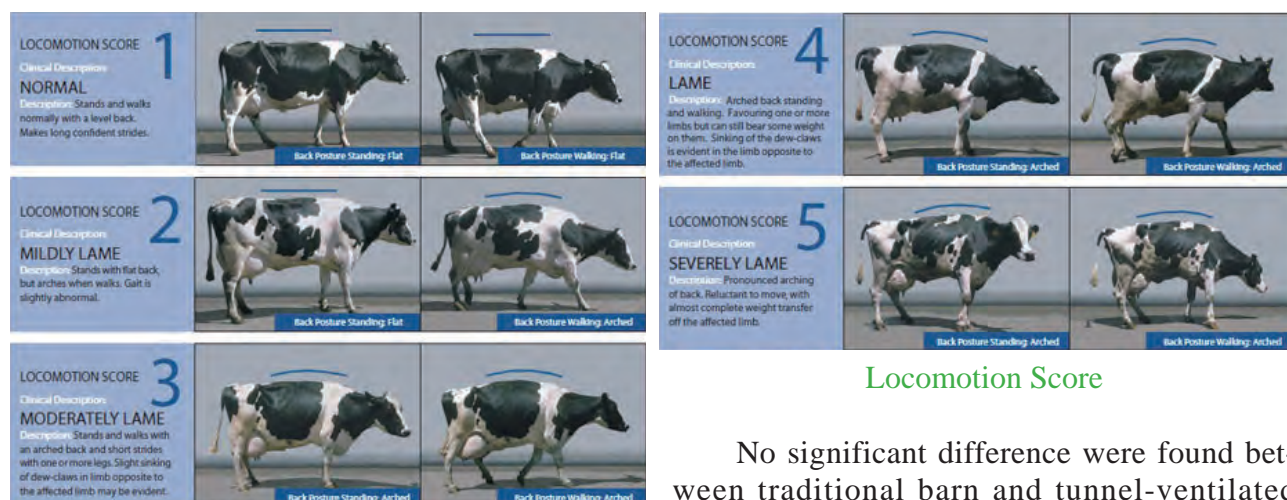 LOCOMOTION SCORE 1
Clinical Description:
NORMAL
Description: Stands and walks
normally with a level back.
Makes long confident strides.
Back Posture Standing: Flat
Back Posture Walking: Flat
LOCOMOTION SCORE 2
Clinical Description:
MILDLY LAME
Description: Stands with flat back,
but arches when walks. Gait is
slightly abnormal.
Back Posture Standing: Flat
Back Posture Walking: Arched
LOCOMOTION SCORE 3
Clinical Description:
MODERATELY LAME
Description: Stands and walks with
an arched back and short strides
with one or more legs. Slight sinking
of dew-claws in limb opposite to
the affected limb may be evident.
Back Posture Standing: Arched
Back Posture Walking: Arched
LOCOMOTION SCORE 4
Clinical Description:
LAME
Description: Arched back standing
and walking. Favouring one or more
limbs but can still bear some weight
on them. Sinking of the dew-claws
is evident in the limb opposite to
the affected limb.
Back Posture Standing: Arched
Back Posture Walking: Arched
LOCOMOTION SCORE 5
Clinical Description:
SEVERELY LAME
Description: Pronounced arching
of back. Reluctant to move, with
almost complete weight transfer
off the affected limb.
Back Posture Standing: Arched
Back Posture Walking: Arched
Locomotion Score
No significant difference were found bet-
ween traditional barn and tunnel-ventilated